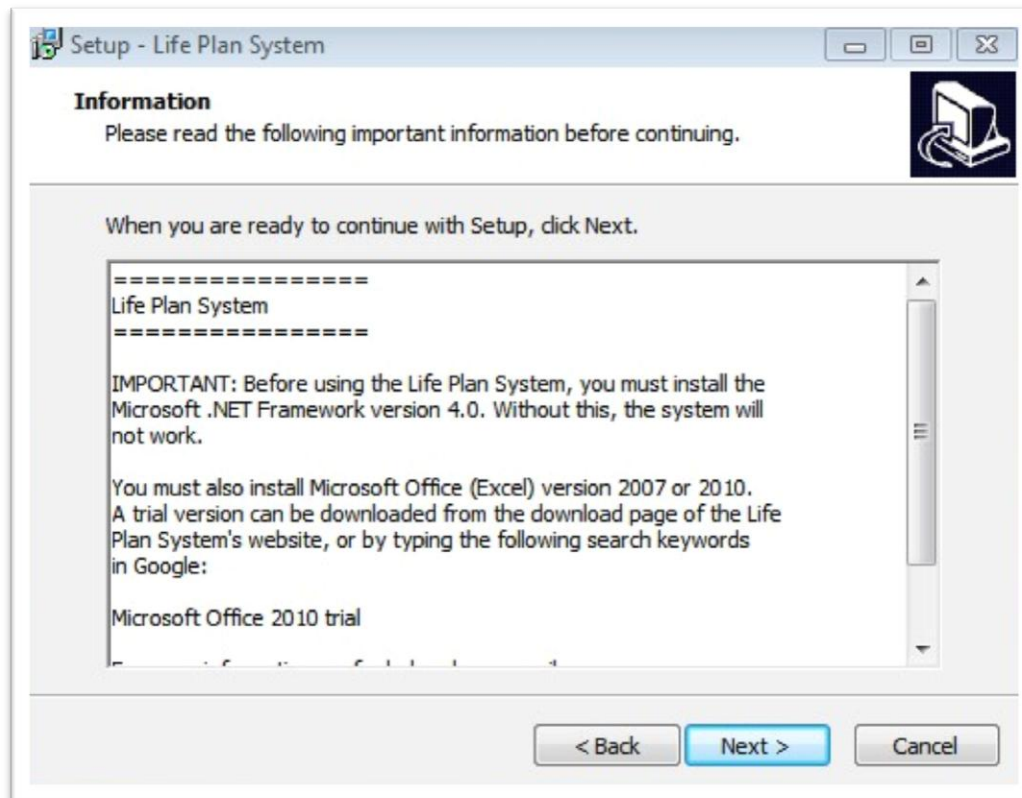 Setup - Life Plan System
Information
Please read the following important information before continuing.
When you are ready to continue with Setup, click Next.
================
Life Plan System
================
IMPORTANT: Before using the Life Plan System, you must install the
Microsoft .NET Framework version 4.0. Without this, the system will
not work.
You must also install Microsoft Office (Excel) version 2007 or 2010.
A trial version can be downloaded from the download page of the Life
Plan System's website, or by typing the following search keywords
in Google:
Microsoft Office 2010 trial
< Back Next > Cancel